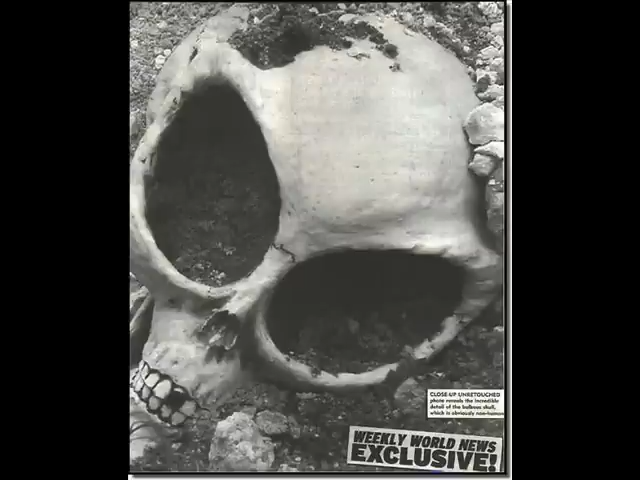 CLOSE-UP UNRETOUCHED
photo reveals the incredible
detail of the bulbous skull,
which is obviously non-human
WEEKLY WORLD NEWS
EXCLUSIVE!